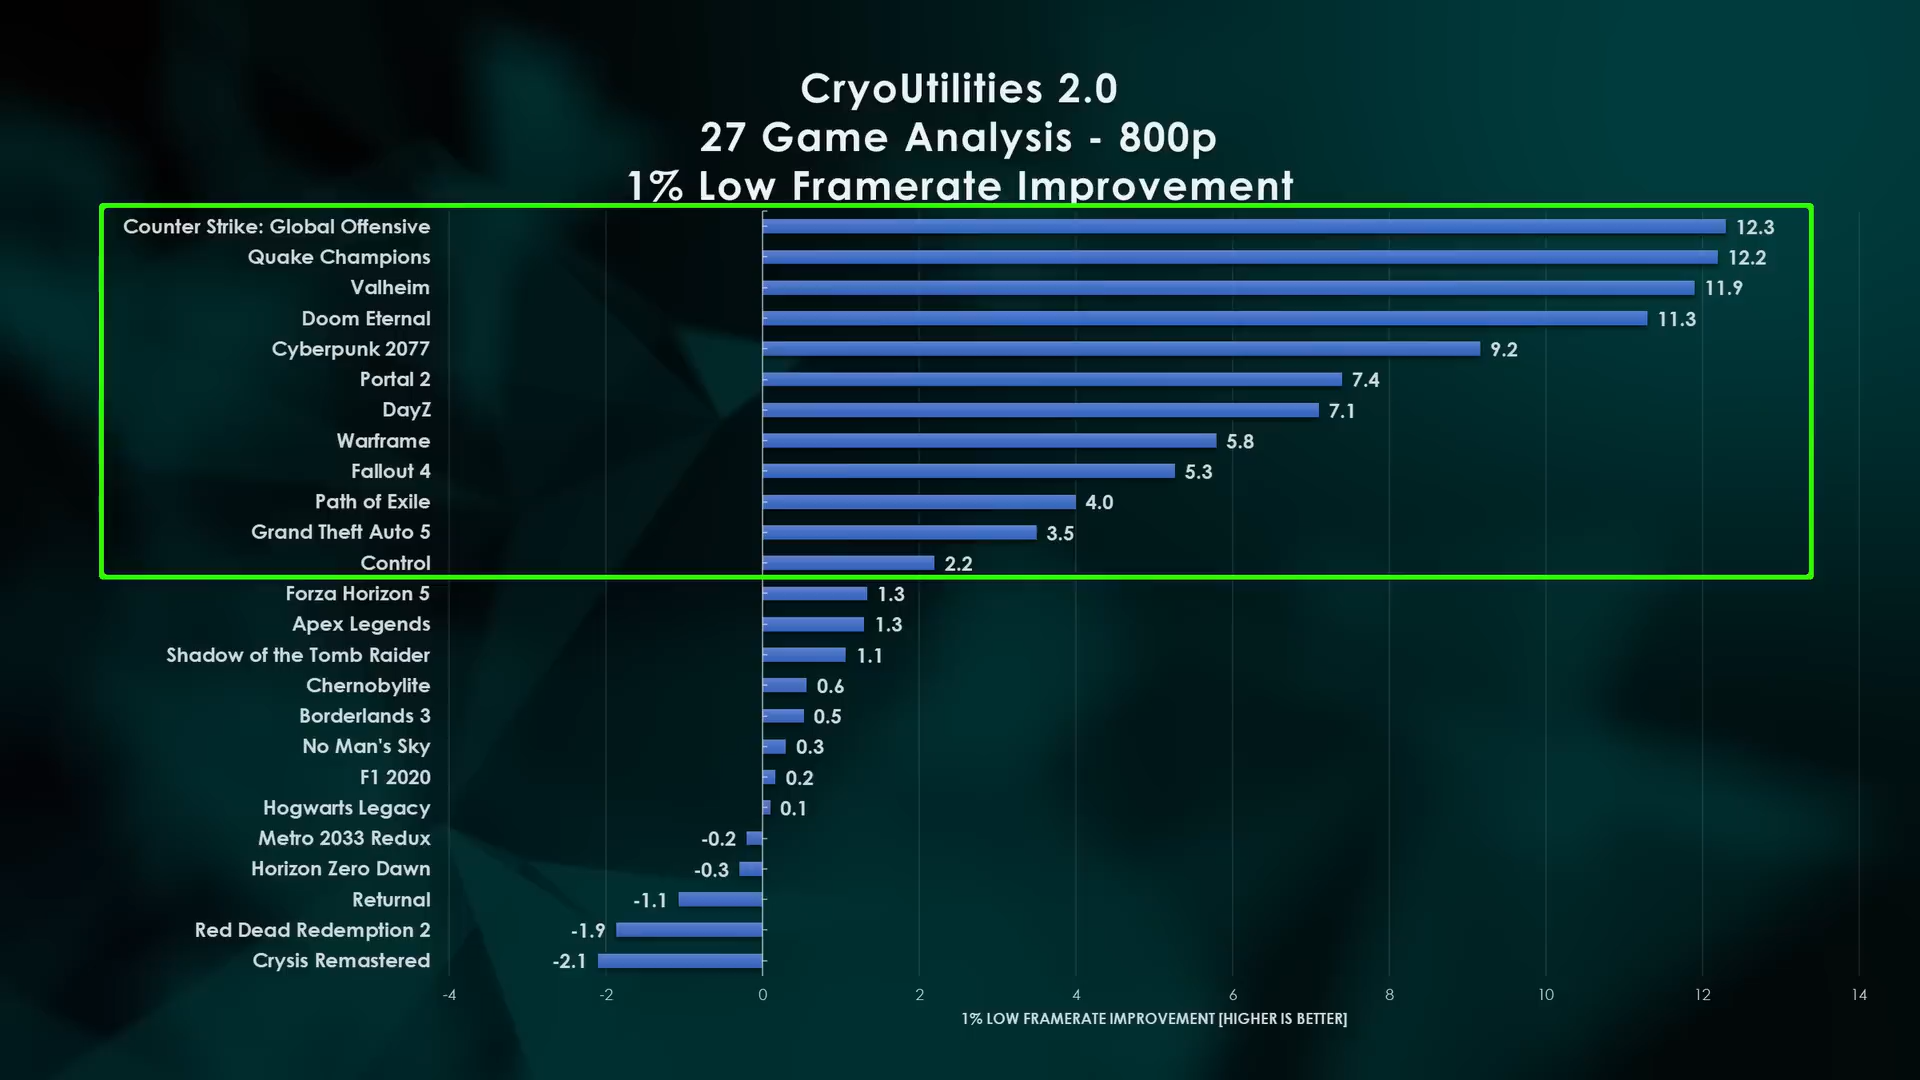 CryoUtilities 2.0
27 Game Analysis - 800p
1% Low Framerate Improvement
Counter Strike: Global Offensive 12.3
Quake Champions 12.2
Valheim 11.9
Doom Eternal 11.3
Cyberpunk 2077 9.2
Portal 2 7.4
DayZ 7.1
Warframe 5.8
Fallout 4 5.3
Path of Exile 4.0
Grand Theft Auto 5 3.5
Control 2.2
Forza Horizon 5 1.3
Apex Legends 1.3
Shadow of the Tomb Raider 1.1
Chernobylite 0.6
Borderlands 3 0.5
No Man's Sky 0.3
F1 2020 0.2
Hogwarts Legacy 0.1
Metro 2033 Redux -0.2
Horizon Zero Dawn -0.3
Returnal -1.1
Red Dead Redemption 2 -1.9
Crysis Remastered -2.1
-4 -2 0 2 4 6 8 10 12 14
1% LOW FRAMERATE IMPROVEMENT [HIGHER IS BETTER]